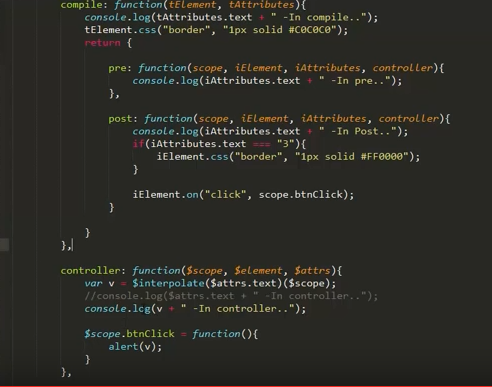 compile: function(tElement, tAttributes){
console.log(tAttributes.text + " -In compile..");
tElement.css("border", "1px solid #C0C0C0");
return {
pre: function(scope, iElement, iAttributes, controller){
console.log(iAttributes.text + " -In pre..");
},
post: function(scope, iElement, iAttributes, controller){
console.log(iAttributes.text + " -In Post..");
if(iAttributes.text === "3"){
iElement.css("border", "1px solid #FF0000");
}
iElement.on("click", scope.btnClick);
}
}
},
controller: function($scope, $element, $attrs){
var v = $interpolate($attrs.text)($scope);
//console.log($attrs.text + " -In controller..");
console.log(v + " -In controller..");
$scope.btnClick = function(){
alert(v);
}
},